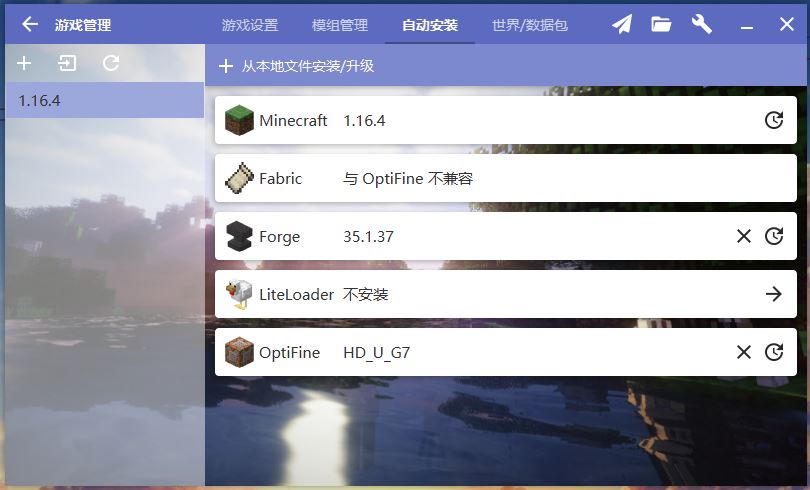 游戏管理
游戏设置
模组管理
自动安装
世界/数据包
从本地文件安装/升级
1.16.4
Minecraft 1.16.4
Fabric 与 OptiFine 不兼容
Forge 35.1.37
LiteLoader 不安装
OptiFine HD_U_G7